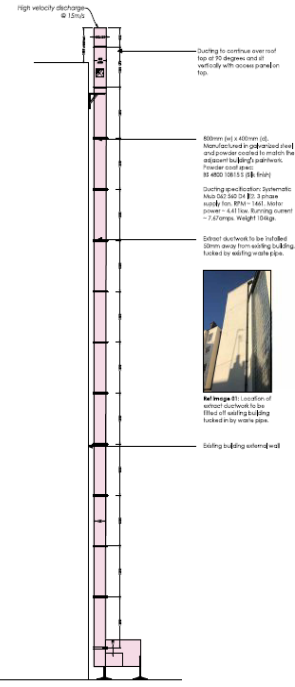 High velocity discharge
@ 15m/s
Ducting to continue over roof
top at 90 degrees and sit
vertically with access panel on
top.
800mm (w) x 400mm (d).
Manufactured in galvanized steel
and powder coated to match the
adjacent building's paintwork.
Powder coat spec:
BS 4800 10B15 S (Silk finish)
Ducting specification: Systematic
Mub 062 560 D4 IE2. 3 phase
supply fan. RPM – 1461. Motor
power – 4.41 kw. Running current
– 7.67amps. Weight 104kgs.
Extract ductwork to be installed
50mm away from existing building,
tucked by existing waste pipe.
Ref Image 01: Location of
extract ductwork to be
fitted off existing building
tucked in by waste pipe.
Existing building external wall